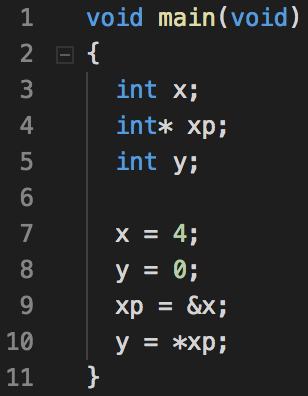 1 void main(void)
2 {
3 int x;
4 int* xp;
5 int y;
6
7 x = 4;
8 y = 0;
9 xp = &x;
10 y = *xp;
11 }